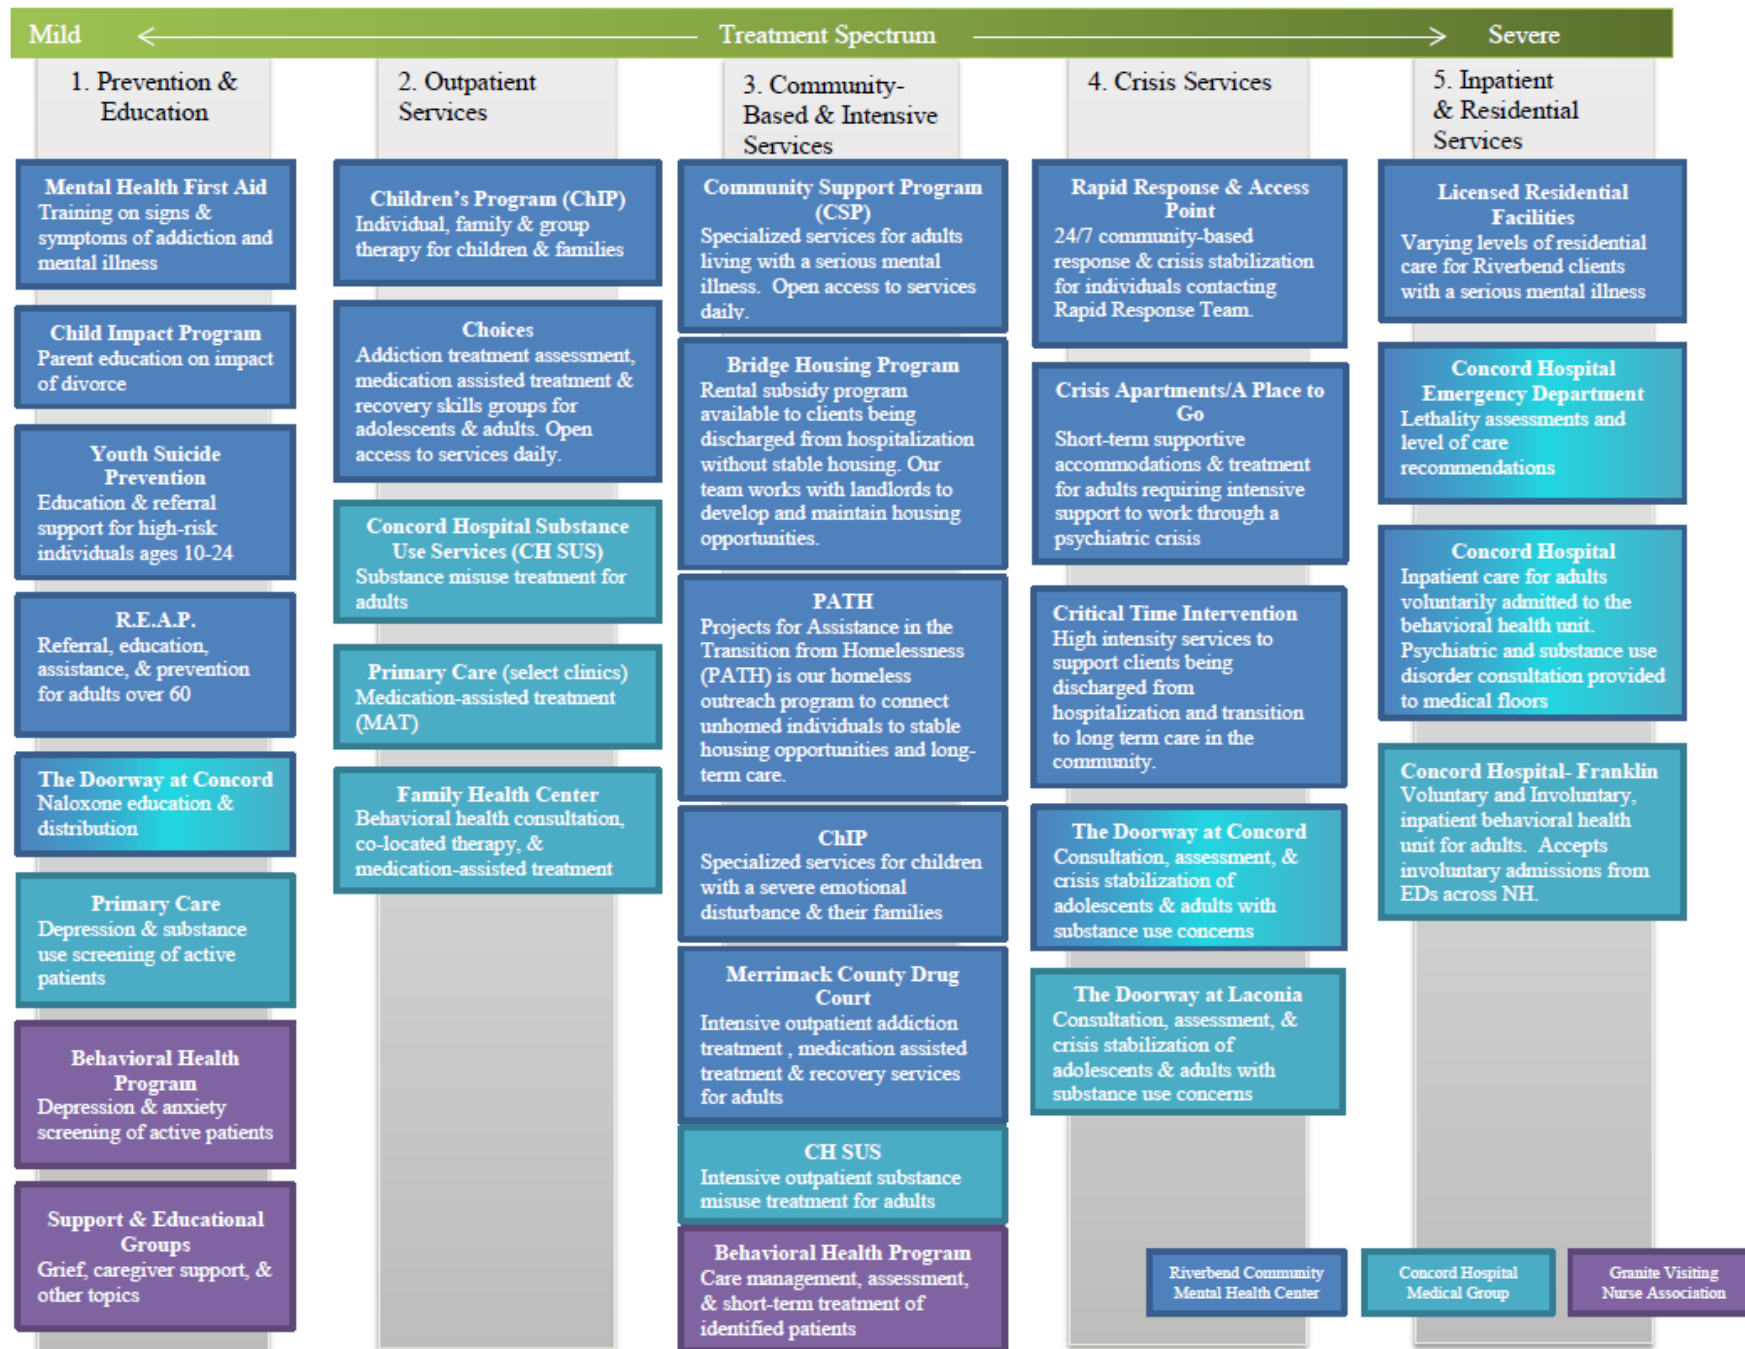 Mild
Treatment Spectrum
Severe
1. Prevention &
Education
Mental Health First Aid
Training on signs &
symptoms of addiction and
mental illness
Child Impact Program
Parent education on impact
of divorce
Youth Suicide
Prevention
Education & referral
support for high-risk
individuals ages 10-24
R.E.A.P.
Referral, education,
assistance, & prevention
for adults over 60
The Doorway at Concord
Naloxone education &
distribution
Primary Care
Depression & substance
use screening of active
patients
Behavioral Health
Program
Depression & anxiety
screening of active patients
Support & Educational
Groups
Grief, caregiver support, &
other topics
2. Outpatient
Services
Children's Program (ChIP)
Individual, family & group
therapy for children & families
Choices
Addiction treatment assessment,
medication assisted treatment &
recovery skills groups for
adolescents & adults. Open
access to services daily.
Concord Hospital Substance
Use Services (CH SUS)
Substance misuse treatment for
adults
Primary Care (select clinics)
Medication-assisted treatment
(MAT)
Family Health Center
Behavioral health consultation,
co-located therapy, &
medication-assisted treatment
3. Community-
Based & Intensive
Services
Community Support Program
(CSP)
Specialized services for adults
living with a serious mental
illness. Open access to services
daily.
Bridge Housing Program
Rental subsidy program
available to clients being
discharged from hospitalization
without stable housing. Our
team works with landlords to
develop and maintain housing
opportunities.
PATH
Projects for Assistance in the
Transition from Homelessness
(PATH) is our homeless
outreach program to connect
unhomed individuals to stable
housing opportunities and long-
term care.
ChIP
Specialized services for children
with a severe emotional
disturbance & their families
Merrimack County Drug
Court
Intensive outpatient addiction
treatment , medication assisted
treatment & recovery services
for adults
CH SUS
Intensive outpatient substance
misuse treatment for adults
Behavioral Health Program
Care management, assessment,
& short-term treatment of
identified patients
4. Crisis Services
Rapid Response & Access
Point
24/7 community-based
response & crisis stabilization
for individuals contacting
Rapid Response Team.
Crisis Apartments/A Place to
Go
Short-term supportive
accommodations & treatment
for adults requiring intensive
support to work through a
psychiatric crisis
Critical Time Intervention
High intensity services to
support clients being
discharged from
hospitalization and transition
to long term care in the
community.
The Doorway at Concord
Consultation, assessment, &
crisis stabilization of
adolescents & adults with
substance use concerns
The Doorway at Laconia
Consultation, assessment, &
crisis stabilization of
adolescents & adults with
substance use concerns
5. Inpatient
& Residential
Services
Licensed Residential
Facilities
Varying levels of residential
care for Riverbend clients
with a serious mental illness
Concord Hospital
Emergency Department
Lethality assessments and
level of care
recommendations
Concord Hospital
Inpatient care for adults
voluntarily admitted to the
behavioral health unit.
Psychiatric and substance use
disorder consultation provided
to medical floors
Concord Hospital- Franklin
Voluntary and Involuntary,
inpatient behavioral health
unit for adults. Accepts
involuntary admissions from
EDs across NH.
Riverbend Community
Mental Health Center
Concord Hospital
Medical Group
Granite Visiting
Nurse Association